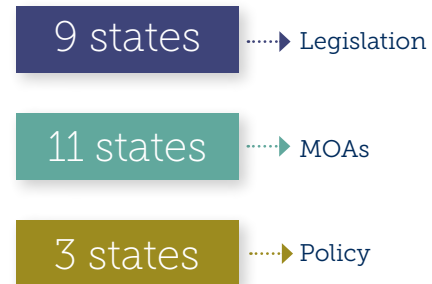 9 states Legislation
11 states MOAs
3 states Policy